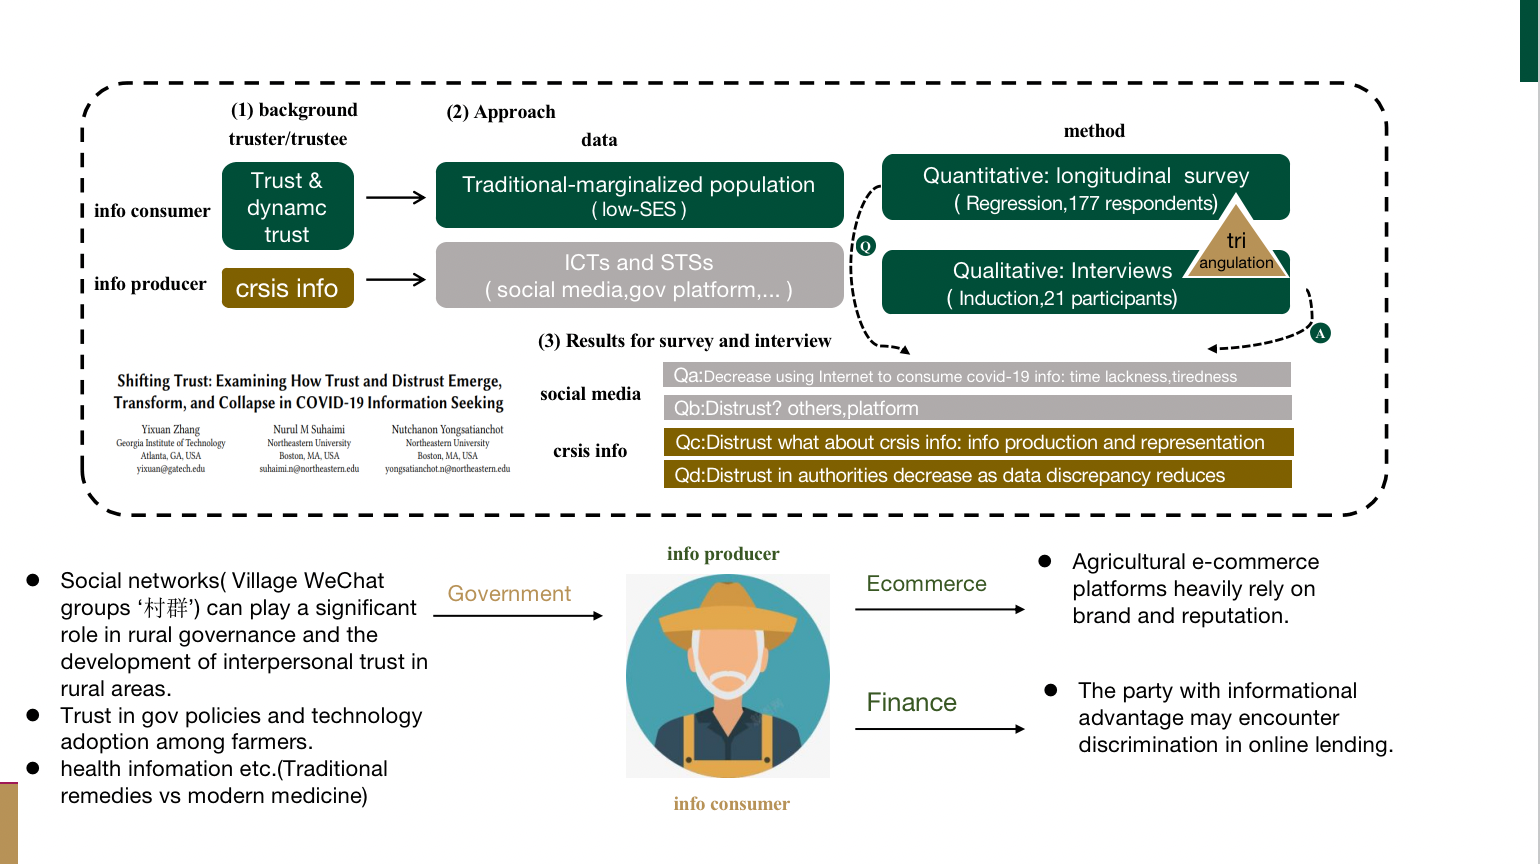 (1) background
truster/trustee
(2) Approach
data
method
info consumer
Trust &
dynamc
trust
Traditional-marginalized population
( low-SES )
Quantitative: longitudinal survey
( Regression,177 respondents)
Q
tri
angulation
info producer
crsis info
ICTs and STSs
( social media,gov platform,... )
Qualitative: Interviews
( Induction,21 participants)
A
(3) Results for survey and interview
Shifting Trust: Examining How Trust and Distrust Emerge,
Transform, and Collapse in COVID-19 Information Seeking
Yixuan Zhang
Georgia Institute of Technology
Atlanta, GA, USA
yixuan@gatech.edu
Nurul M Suhaimi
Northeastern University
Boston, MA, USA
suhaimi.n@northeastern.edu
Nutchanon Yongsatianchot
Northeastern University
Boston, MA, USA
yongsatianchot.n@northeastern.edu
social media
Qa:Decrease using Internet to consume covid-19 info: time lackness,tiredness
Qb:Distrust? others,platform
crsis info
Qc:Distrust what about crsis info: info production and representation
Qd:Distrust in authorities decrease as data discrepancy reduces
● Social networks( Village WeChat
groups ‘村群’) can play a significant
role in rural governance and the
development of interpersonal trust in
rural areas.
● Trust in gov policies and technology
adoption among farmers.
● health infomation etc.(Traditional
remedies vs modern medicine)
Government
info producer
info consumer
Ecommerce
● Agricultural e-commerce
platforms heavily rely on
brand and reputation.
Finance
● The party with informational
advantage may encounter
discrimination in online lending.